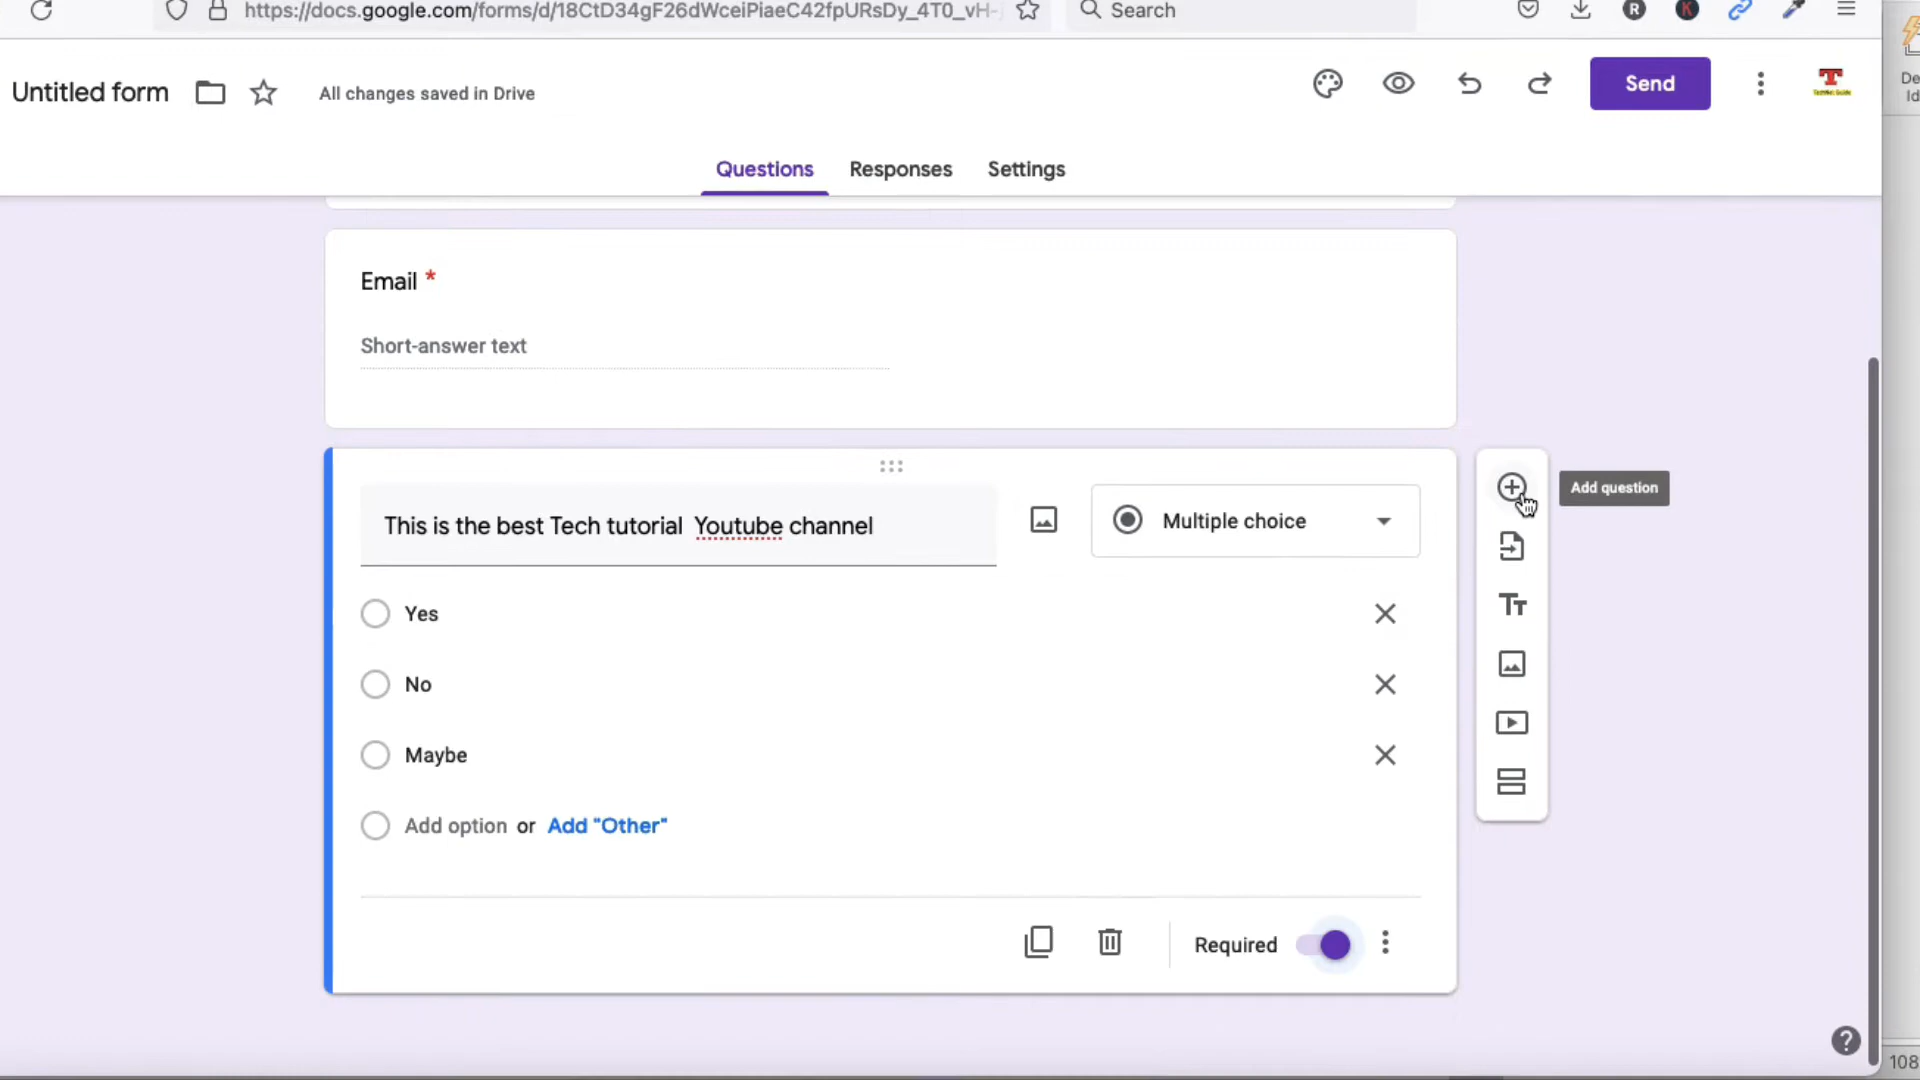 https://docs.google.com/forms/d/18CtD34gF26dWceiPiaeC42fpURsDy_4T0_vH-
Search
R
K
Untitled form
All changes saved in Drive
Send
Questions
Responses
Settings
Email *
Short-answer text
This is the best Tech tutorial Youtube channel
Multiple choice
Add question
Yes
No
Maybe
Add option or Add "Other"
Required
108